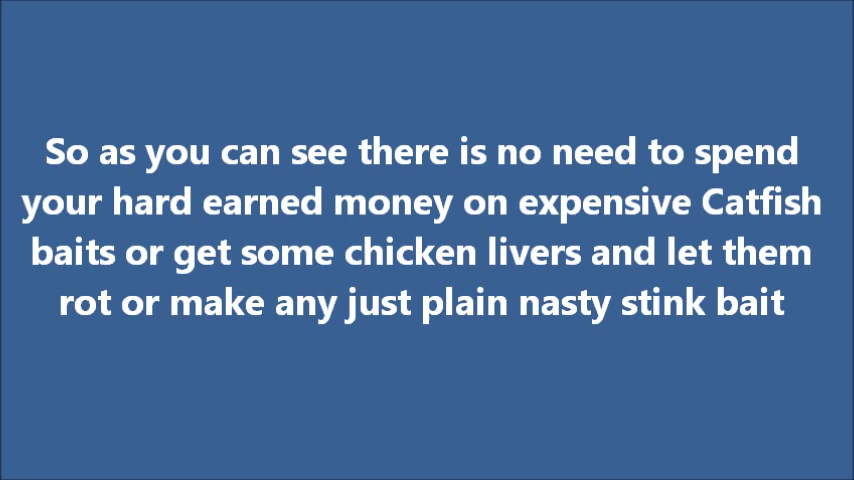 So as you can see there is no need to spend
your hard earned money on expensive Catfish
baits or get some chicken livers and let them
rot or make any just plain nasty stink bait